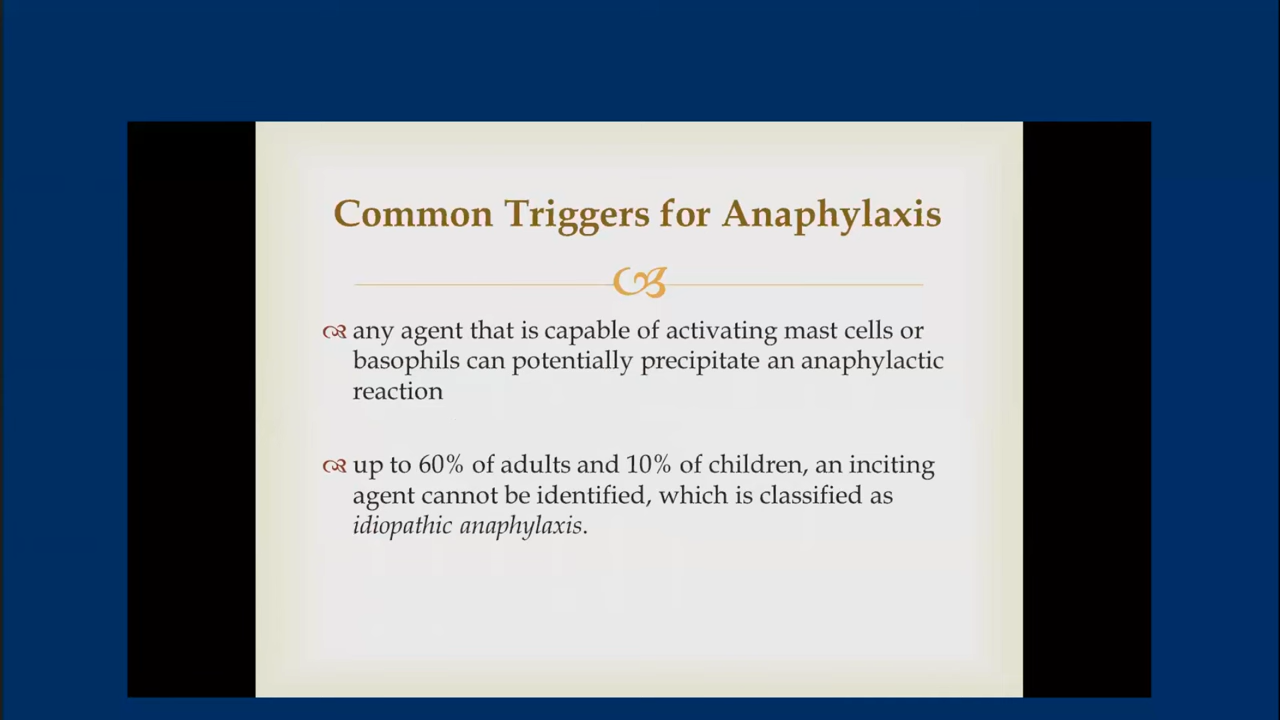 Common Triggers for Anaphylaxis
any agent that is capable of activating mast cells or
basophils can potentially precipitate an anaphylactic
reaction
up to 60% of adults and 10% of children, an inciting
agent cannot be identified, which is classified as
idiopathic anaphylaxis.